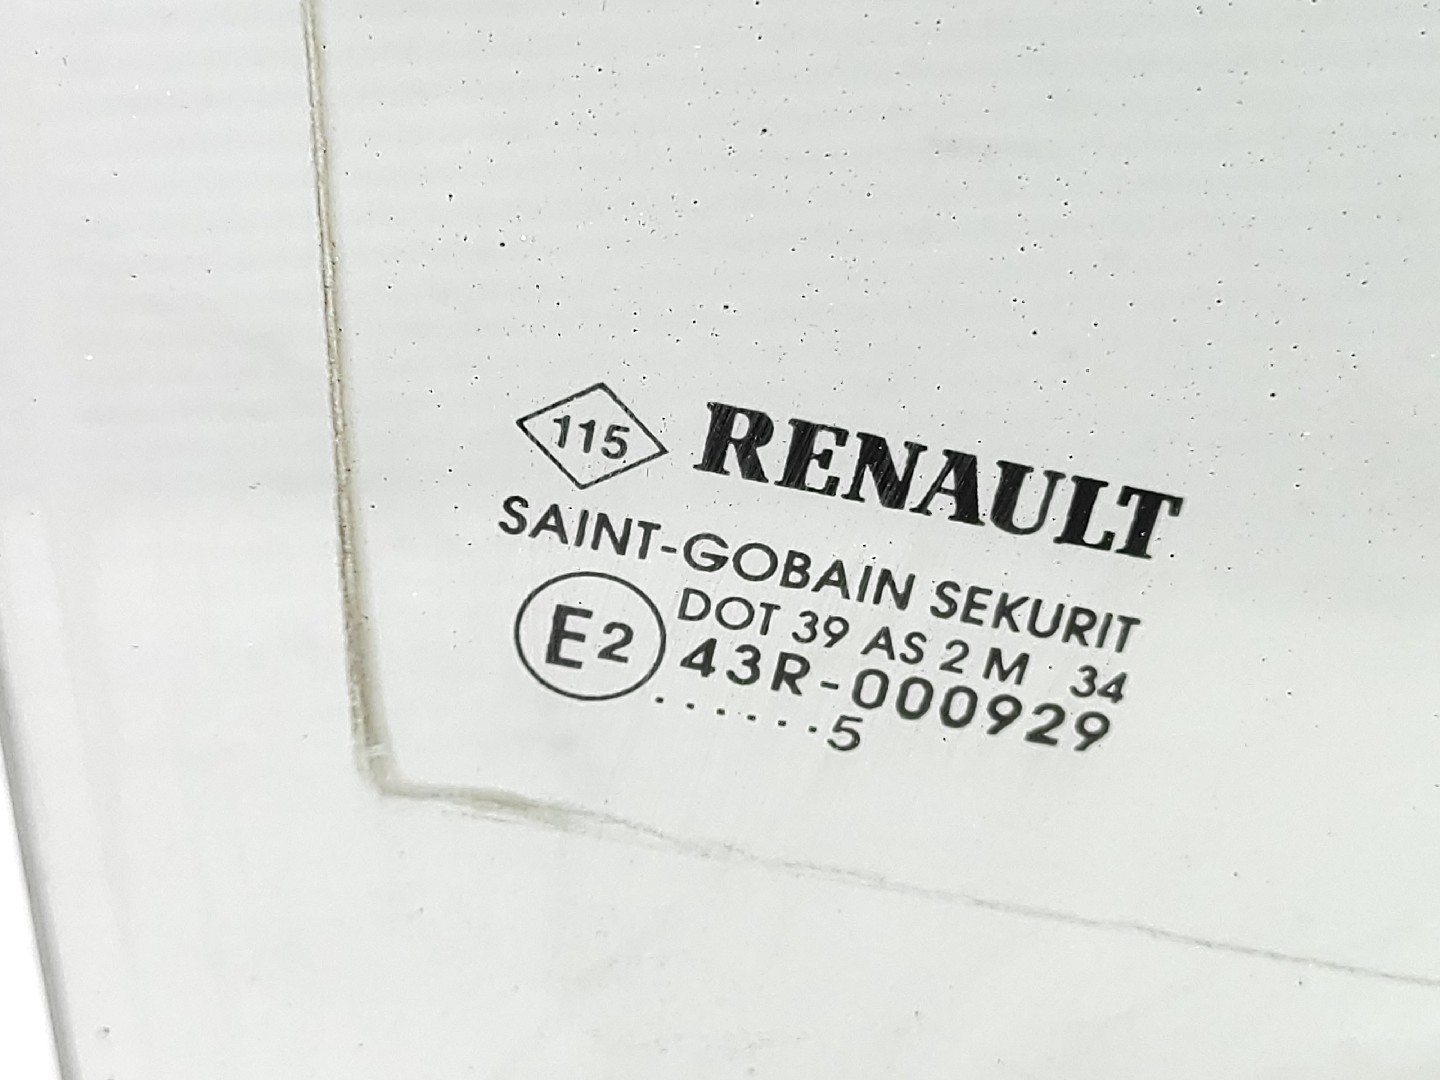 115 RENAULT
SAINT-GOBAIN SEKURIT
E2 DOT 39 AS 2 M 34
43R-000929
.......5